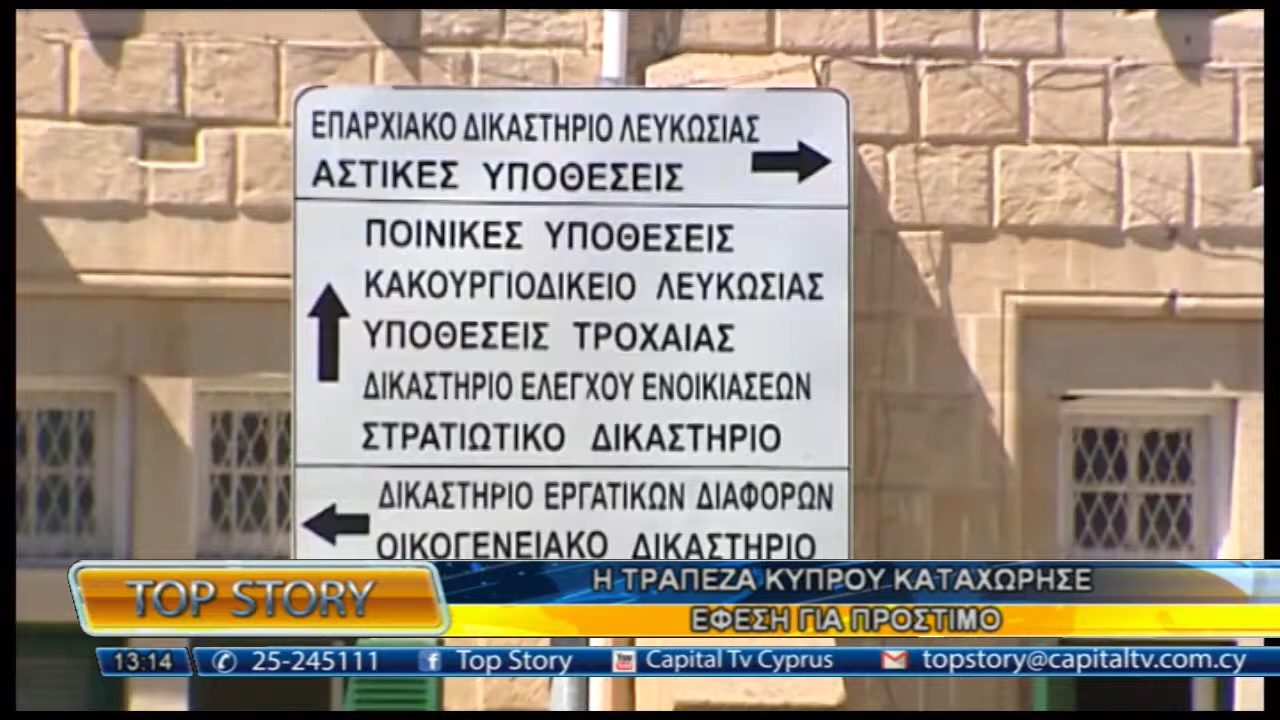 ΕΠΑΡΧΙΑΚΟ ΔΙΚΑΣΤΗΡΙΟ ΛΕΥΚΩΣΙΑΣ
ΑΣΤΙΚΕΣ ΥΠΟΘΕΣΕΙΣ
ΠΟΙΝΙΚΕΣ ΥΠΟΘΕΣΕΙΣ
ΚΑΚΟΥΡΓΙΟΔΙΚΕΙΟ ΛΕΥΚΩΣΙΑΣ
ΥΠΟΘΕΣΕΙΣ ΤΡΟΧΑΙΑΣ
ΔΙΚΑΣΤΗΡΙΟ ΕΛΕΓΧΟΥ ΕΝΟΙΚΙΑΣΕΩΝ
ΣΤΡΑΤΙΩΤΙΚΟ ΔΙΚΑΣΤΗΡΙΟ
ΔΙΚΑΣΤΗΡΙΟ ΕΡΓΑΤΙΚΩΝ ΔΙΑΦΟΡΩΝ
ΟΙΚΟΓΕΝΕΙΑΚΟ ΔΙΚΑΣΤΗΡΙΟ
TOP STORY
Η ΤΡΑΠΕΖΑ ΚΥΠΡΟΥ ΚΑΤΑΧΩΡΗΣΕ
ΕΦΕΣΗ ΓΙΑ ΠΡΟΣΤΙΜΟ
13:14 25-245111 Top Story You Tube Capital Tv Cyprus topstory@capitaltv.com.cy